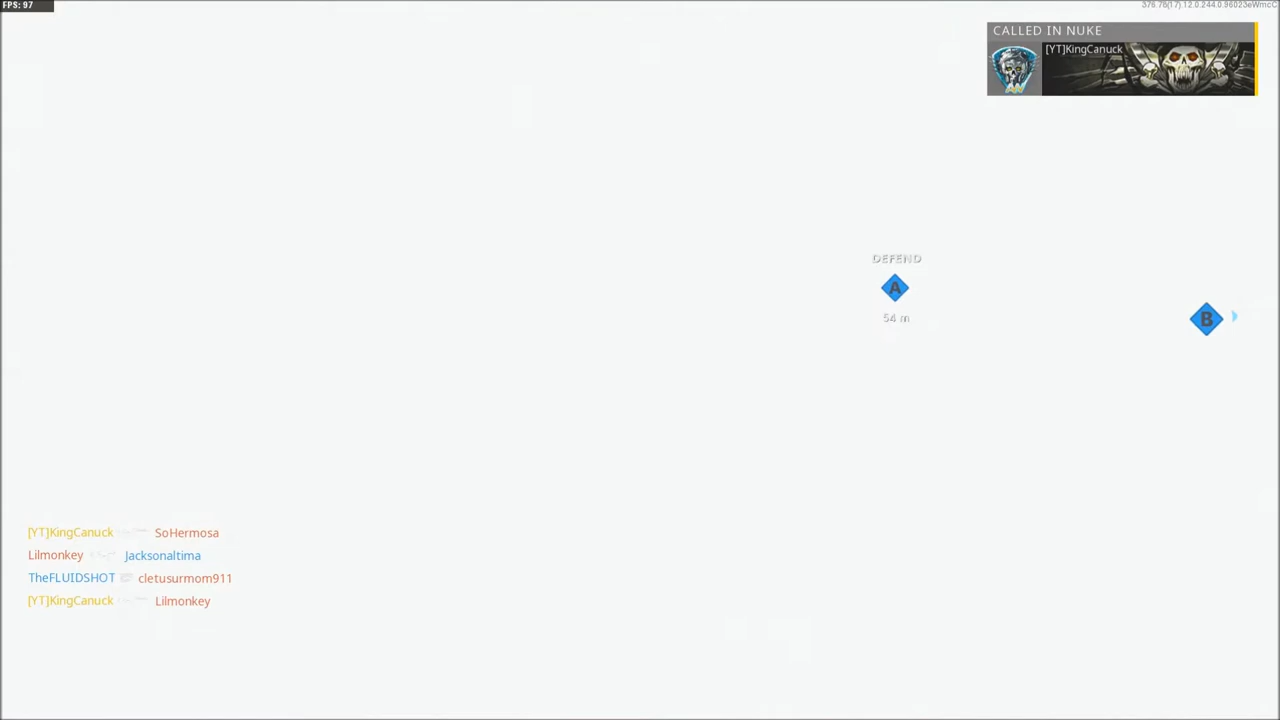 FPS: 97
CALLED IN NUKE
[YT]KingCanuck
DEFEND
A
54 m
B
[YT]KingCanuck SoHermosa
Lilmonkey Jacksonaltima
TheFLUIDSHOT cletusurmom911
[YT]KingCanuck Lilmonkey